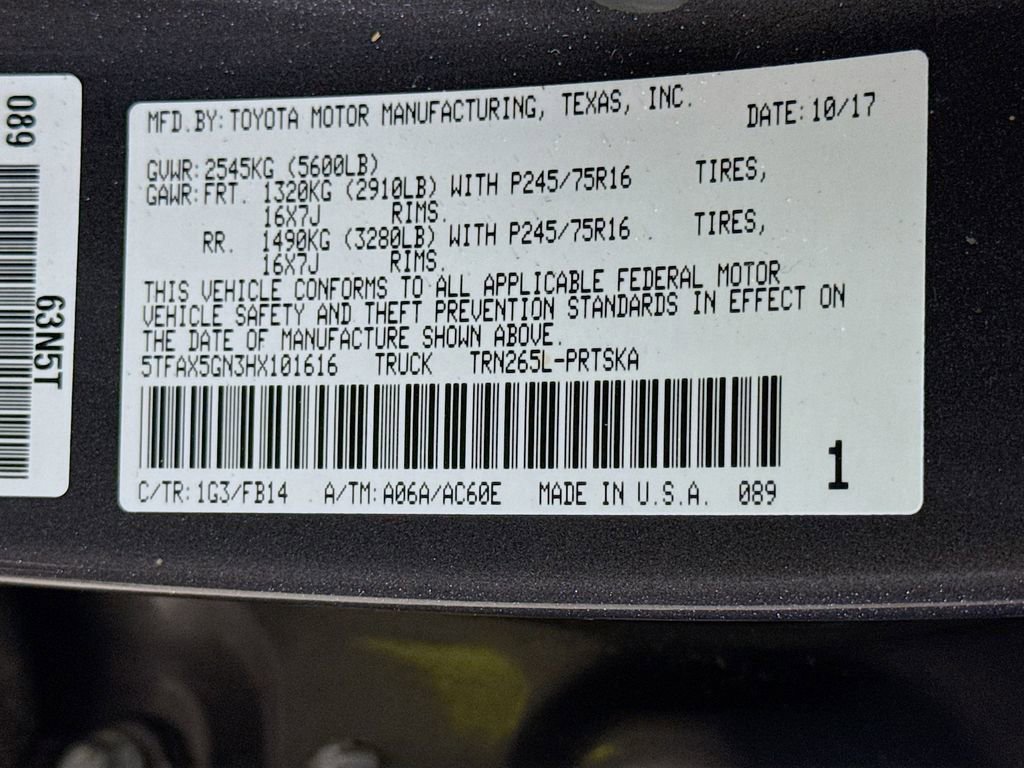 MFD.BY:TOYOTA MOTOR MANUFACTURING, TEXAS, INC. DATE:10/17
GVWR:2545KG (5600LB)
GAWR:FRT. 1320KG (2910LB) WITH P245/75R16 TIRES,
16X7J RIMS.
RR. 1490KG (3280LB) WITH P245/75R16 TIRES,
16X7J RIMS.
THIS VEHICLE CONFORMS TO ALL APPLICABLE FEDERAL MOTOR
VEHICLE SAFETY AND THEFT PREVENTION STANDARDS IN EFFECT ON
THE DATE OF MANUFACTURE SHOWN ABOVE.
5TFAX5GN3HX101616 TRUCK TRN265L-PRTSKA
C/TR:1G3/FB14 A/TM:A06A/AC60E MADE IN U.S.A. 089
1
089
63N5T